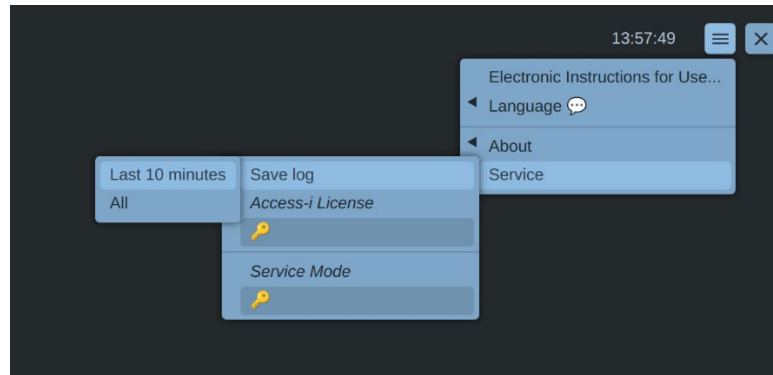 13:57:49
Electronic Instructions for Use...
Language 💬
About
Service
Save log
Access-i License
Service Mode
Last 10 minutes
All